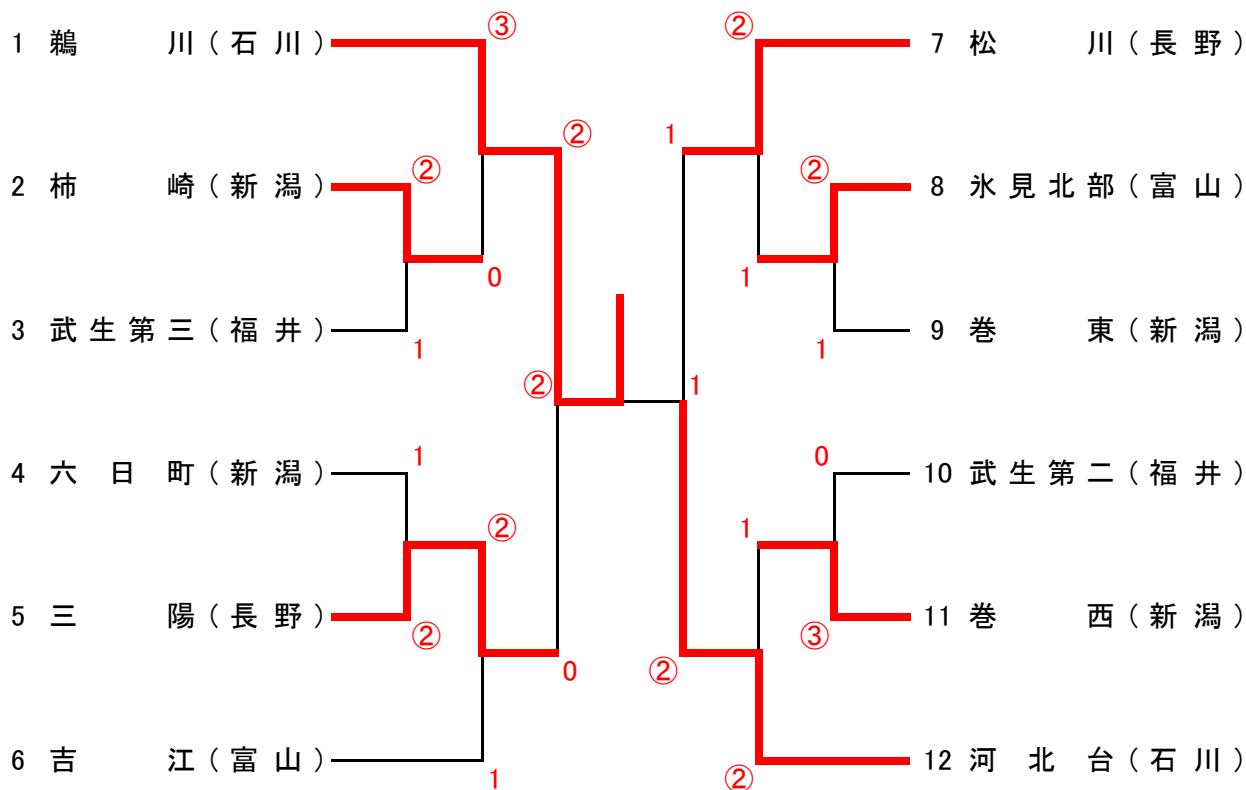 ③ ②
1 鵜 川 ( 石 川 ) 7 松 川 ( 長 野 )
② 1
② ②
2 柿 崎 ( 新 潟 ) 8 氷 見 北 部 ( 富 山 )
0 1
3 武 生 第 三 ( 福 井 ) 9 巻 東 ( 新 潟 )
1 1
② 1
1 0
4 六 日 町 ( 新 潟 ) 10 武 生 第 二 ( 福 井 )
② 1
5 三 陽 ( 長 野 ) 11 巻 西 ( 新 潟 )
② ③
0 ②
6 吉 江 ( 富 山 ) 12 河 北 台 ( 石 川 )
1 ②